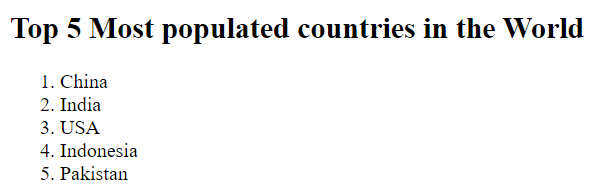 Top 5 Most populated countries in the World
1. China
2. India
3. USA
4. Indonesia
5. Pakistan